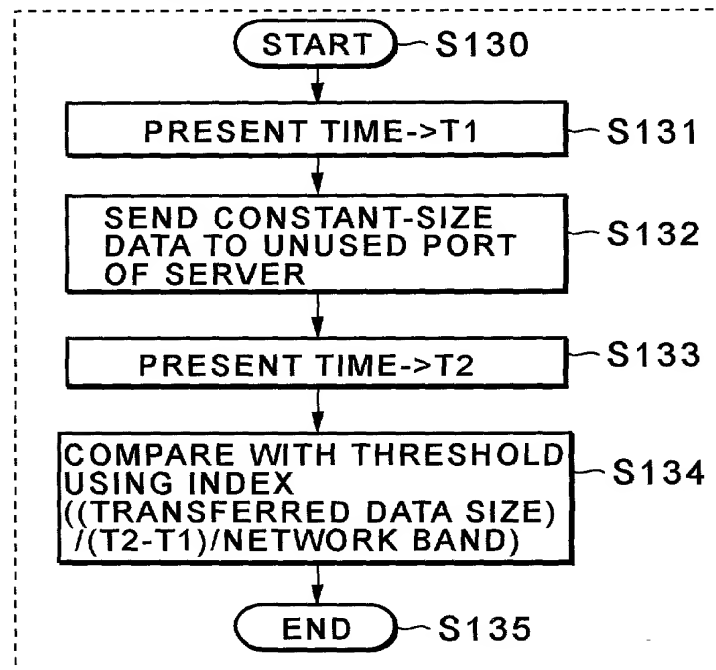 START
S130
PRESENT TIME->T1
S131
SEND CONSTANT-SIZE
DATA TO UNUSED PORT
OF SERVER
S132
PRESENT TIME->T2
S133
COMPARE WITH THRESHOLD
USING INDEX
((TRANSFERRED DATA SIZE)
/(T2-T1)/NETWORK BAND)
S134
END
S135